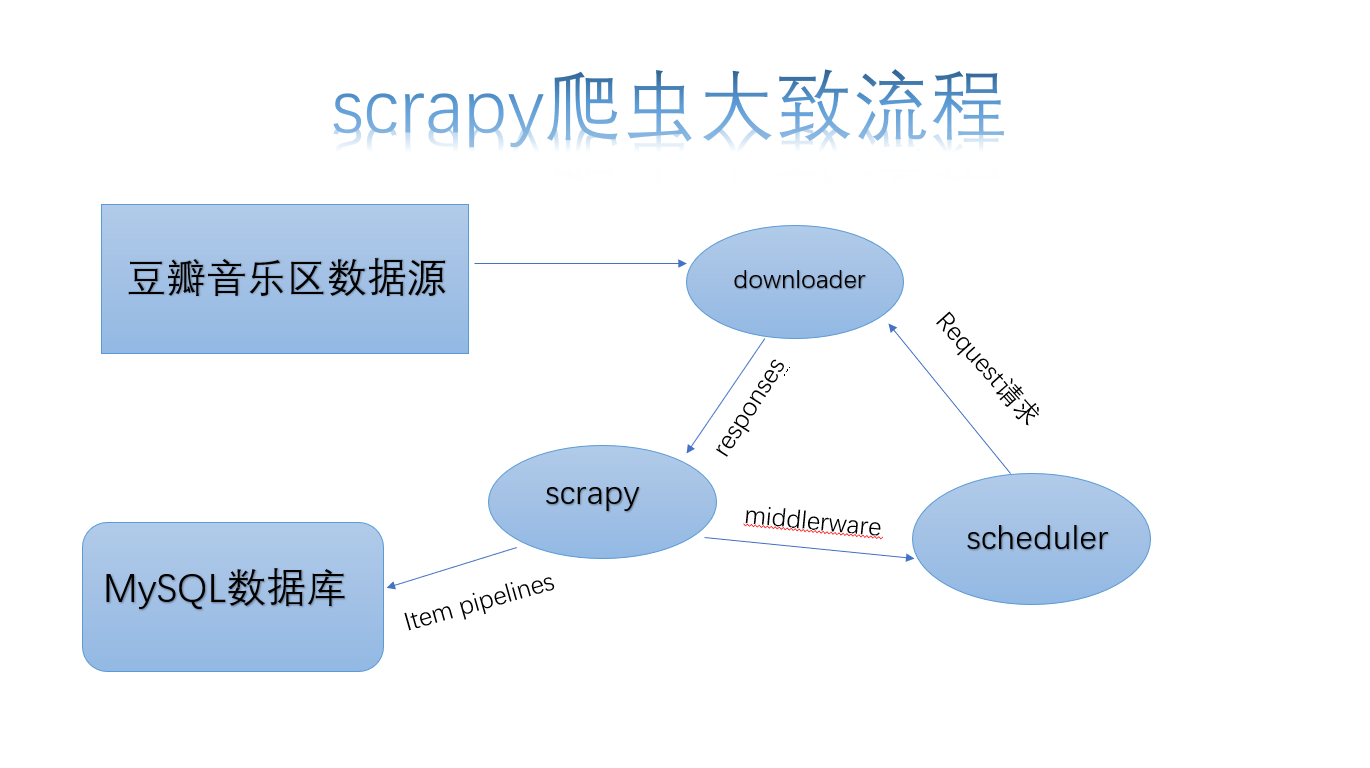 scrapy爬虫大致流程
豆瓣音乐区数据源
downloader
Request请求
responses
scrapy
middlerware
scheduler
MySQL数据库
Item pipelines